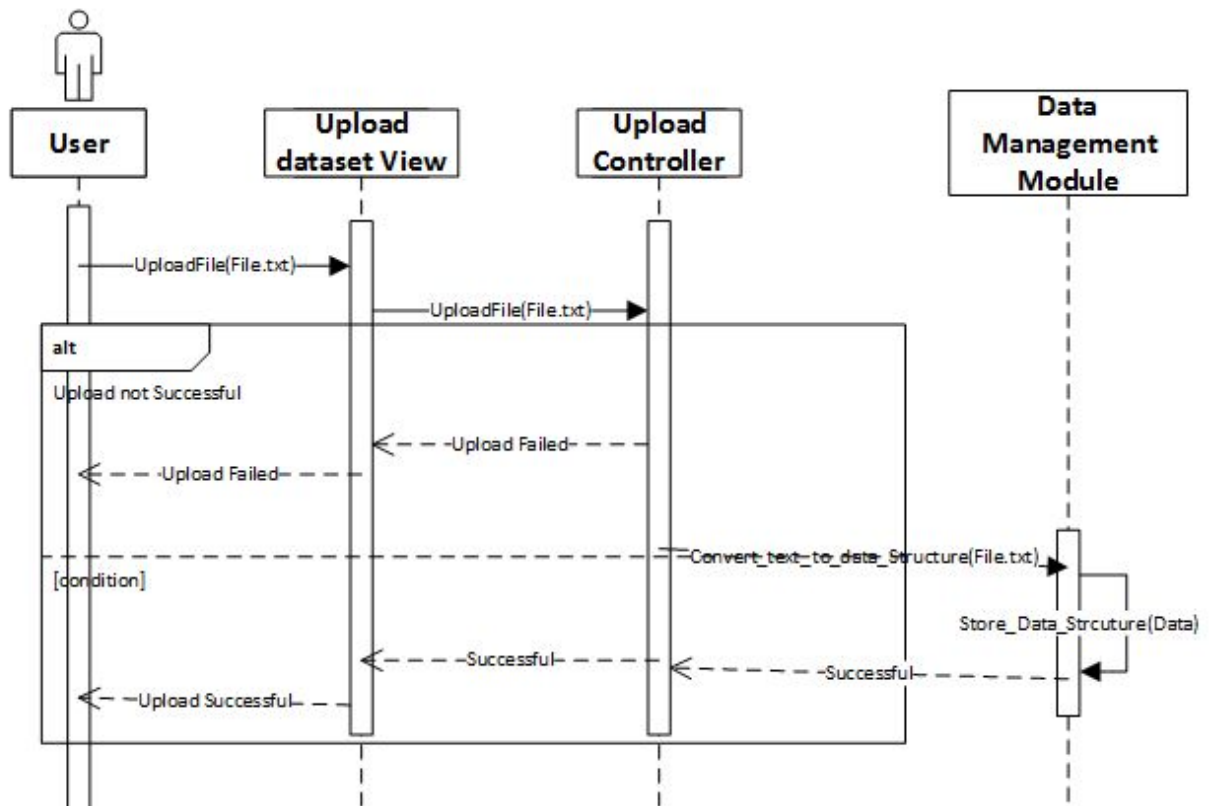 User
Upload
dataset View
Upload
Controller
Data
Management
Module
UploadFile(File.txt)
UploadFile(File.txt)
alt
Upload not Successful
Upload Failed
Upload Failed
Convert_text_to_data_Structure(File.txt)
[condition]
Store_Data_Strcuture(Data)
Successful
Successful
Upload Successful